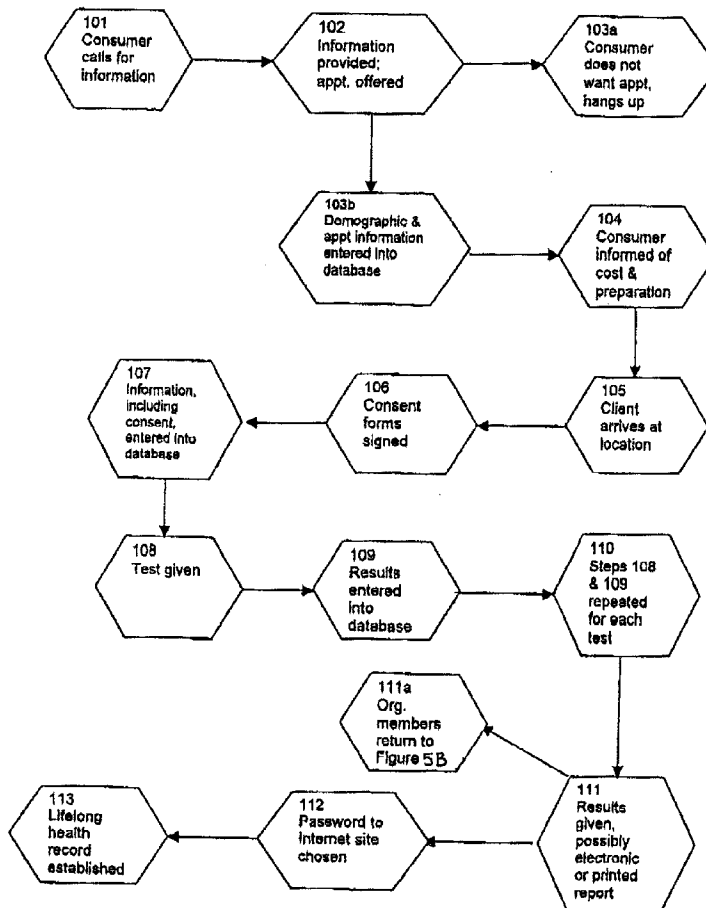 101
Consumer
calls for
information
102
Information
provided;
appt. offered
103a
Consumer
does not
want appt,
hangs up
103b
Demographic &
appt information
entered into
database
104
Consumer
informed of
cost &
preparation
107
Information,
including
consent,
entered into
database
106
Consent
forms
signed
105
Client
arrives at
location
108
Test given
109
Results
entered
into
database
110
Steps 108
& 109
repeated
for each
test
111a
Org.
members
return to
Figure 5B
113
Lifelong
health
record
established
112
Password to
Internet site
chosen
111
Results
given,
possibly
electronic
or printed
report